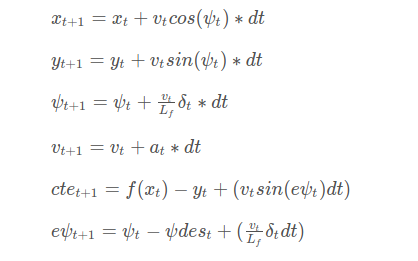 x_{t+1} = x_t + v_t cos(ψ_t) * dt
y_{t+1} = y_t + v_t sin(ψ_t) * dt
ψ_{t+1} = ψ_t + \frac{v_t}{L_f} δ_t * dt
v_{t+1} = v_t + a_t * dt
cte_{t+1} = f(x_t) − y_t + (v_t sin(eψ_t)dt)
eψ_{t+1} = ψ_t − ψdes_t + (\frac{v_t}{L_f} δ_t dt)